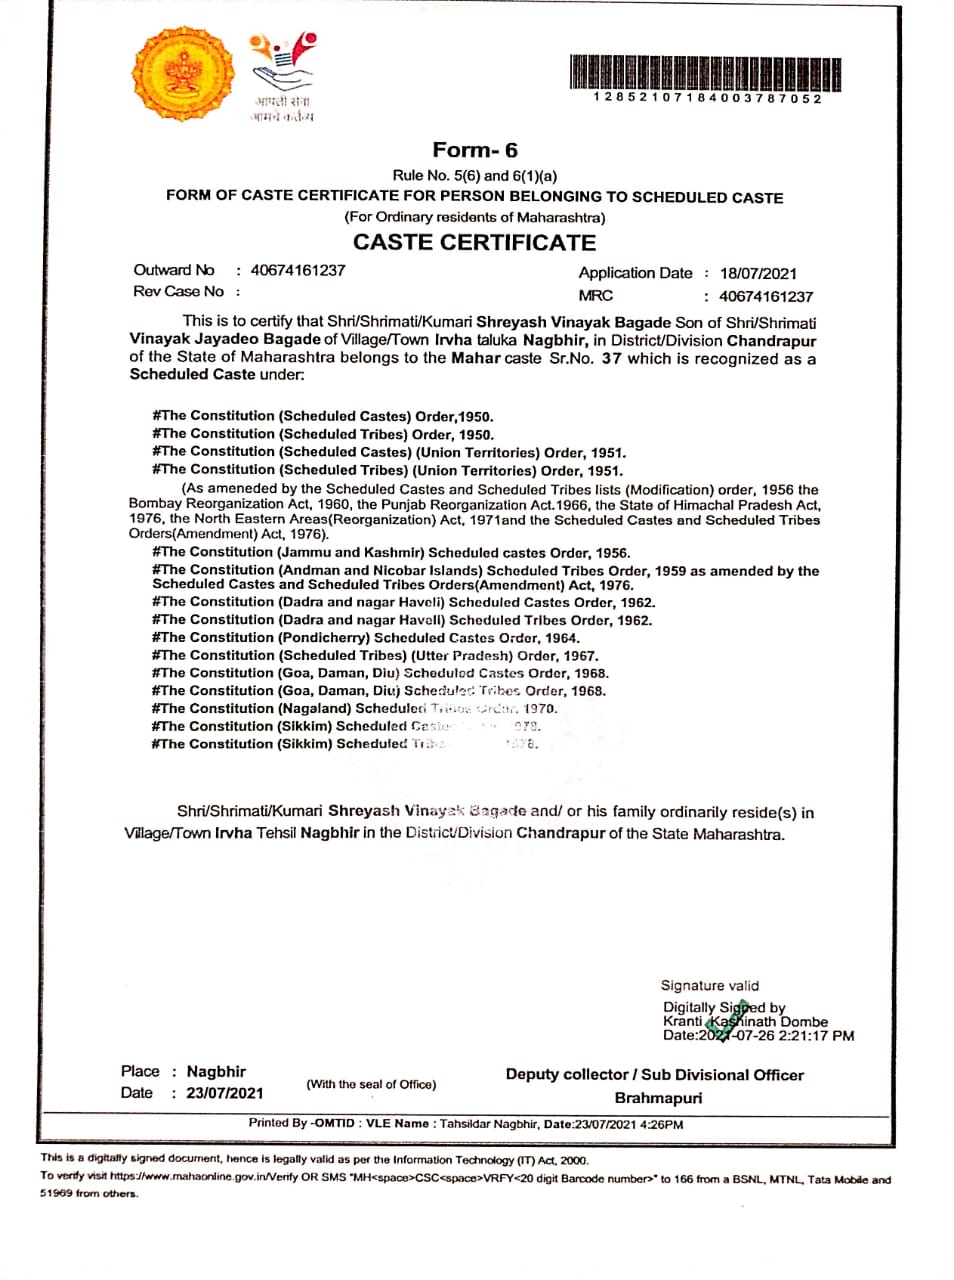 आपली सेवा
आमचे कर्तव्य
12852107184003787052
Form- 6
Rule No. 5(6) and 6(1)(a)
FORM OF CASTE CERTIFICATE FOR PERSON BELONGING TO SCHEDULED CASTE
(For Ordinary residents of Maharashtra)
CASTE CERTIFICATE
Outward No : 40674161237
Application Date : 18/07/2021
Rev Case No :
MRC : 40674161237
This is to certify that Shri/Shrimati/Kumari Shreyash Vinayak Bagade Son of Shri/Shrimati
Vinayak Jayadeo Bagade of Village/Town Irvha taluka Nagbhir, in District/Division Chandrapur
of the State of Maharashtra belongs to the Mahar caste Sr.No. 37 which is recognized as a
Scheduled Caste under:
#The Constitution (Scheduled Castes) Order,1950.
#The Constitution (Scheduled Tribes) Order, 1950.
#The Constitution (Scheduled Castes) (Union Territories) Order, 1951.
#The Constitution (Scheduled Tribes) (Union Territories) Order, 1951.
(As ameneded by the Scheduled Castes and Scheduled Tribes lists (Modification) order, 1956 the
Bombay Reorganization Act, 1960, the Punjab Reorganization Act.1966, the State of Himachal Pradesh Act,
1976, the North Eastern Areas(Reorganization) Act, 1971and the Scheduled Castes and Scheduled Tribes
Orders(Amendment) Act, 1976).
#The Constitution (Jammu and Kashmir) Scheduled castes Order, 1956.
#The Constitution (Andman and Nicobar Islands) Scheduled Tribes Order, 1959 as amended by the
Scheduled Castes and Scheduled Tribes Orders(Amendment) Act, 1976.
#The Constitution (Dadra and nagar Haveli) Scheduled Castes Order, 1962.
#The Constitution (Dadra and nagar Haveli) Scheduled Tribes Order, 1962.
#The Constitution (Pondicherry) Scheduled Castes Order, 1964.
#The Constitution (Scheduled Tribes) (Utter Pradesh) Order, 1967.
#The Constitution (Goa, Daman, Diu) Scheduled Castes Order, 1968.
#The Constitution (Goa, Daman, Diu) Scheduled Tribes Order, 1968.
#The Constitution (Nagaland) Scheduled Tribes Order, 1970.
#The Constitution (Sikkim) Scheduled
#The Constitution (Sikkim) Scheduled
Shri/Shrimati/Kumari Shreyash Vinayak Bagade and/ or his family ordinarily reside(s) in
Village/Town Irvha Tehsil Nagbhir in the District/Division Chandrapur of the State Maharashtra.
Signature valid
Digitally Signed by
Kranti Kashinath Dombe
Date:2021-07-26 2:21:17 PM
Place : Nagbhir
Date : 23/07/2021
(With the seal of Office)
Deputy collector / Sub Divisional Officer
Brahmapuri
Printed By -OMTID : VLE Name : Tahsildar Nagbhir, Date:23/07/2021 4:26PM
This is a digitally signed document, hence is legally valid as per the Information Technology (IT) Act, 2000.
To verify visit https://www.mahaonline.gov.in/Verify OR SMS "MH<space>CSC<space>VRFY<20 digit Barcode number>" to 166 from a BSNL, MTNL, Tata Mobile and
51969 from others.